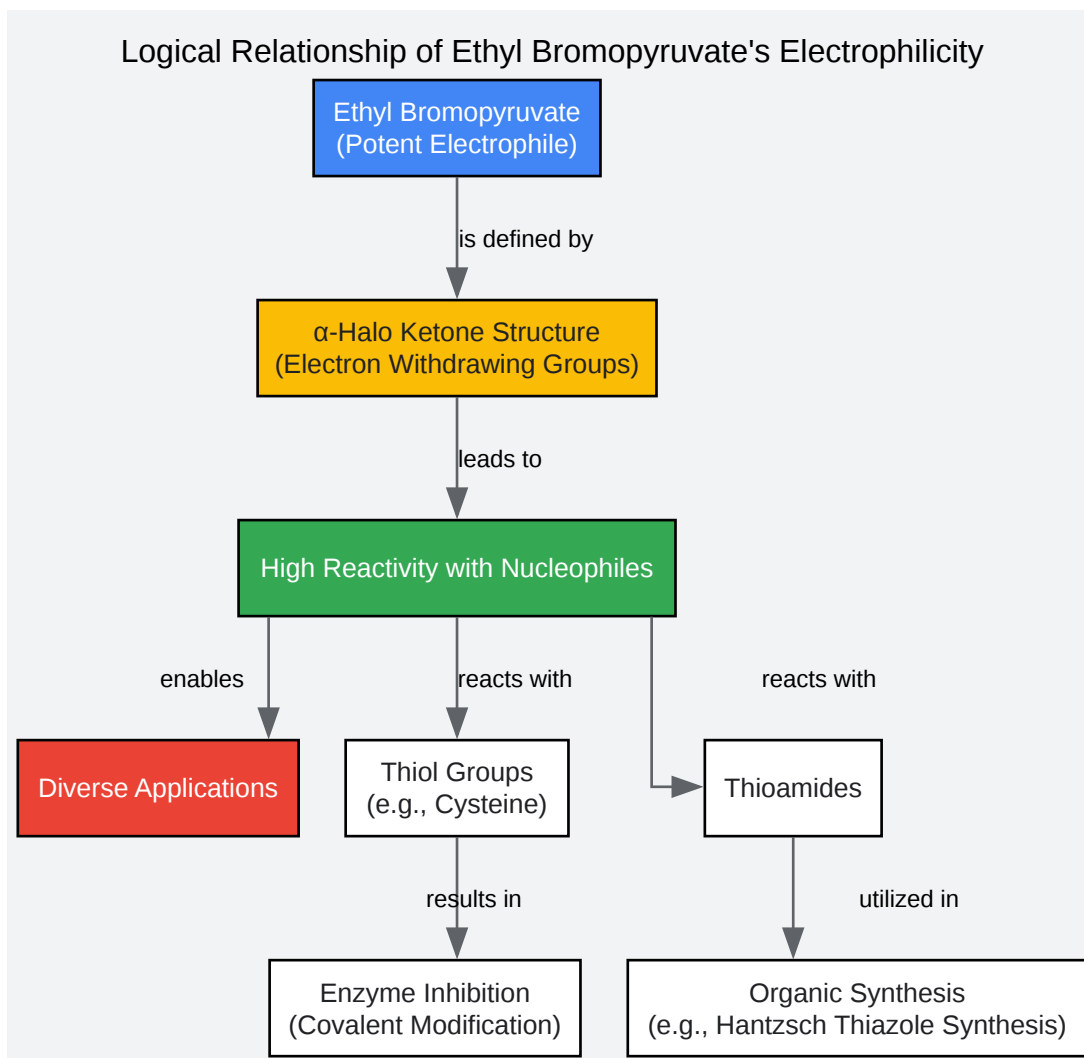 Logical Relationship of Ethyl Bromopyruvate's Electrophilicity
Ethyl Bromopyruvate
(Potent Electrophile)
is defined by
α-Halo Ketone Structure
(Electron Withdrawing Groups)
leads to
High Reactivity with Nucleophiles
enables
reacts with
reacts with
Diverse Applications
Thiol Groups
(e.g., Cysteine)
Thioamides
results in
utilized in
Enzyme Inhibition
(Covalent Modification)
Organic Synthesis
(e.g., Hantzsch Thiazole Synthesis)